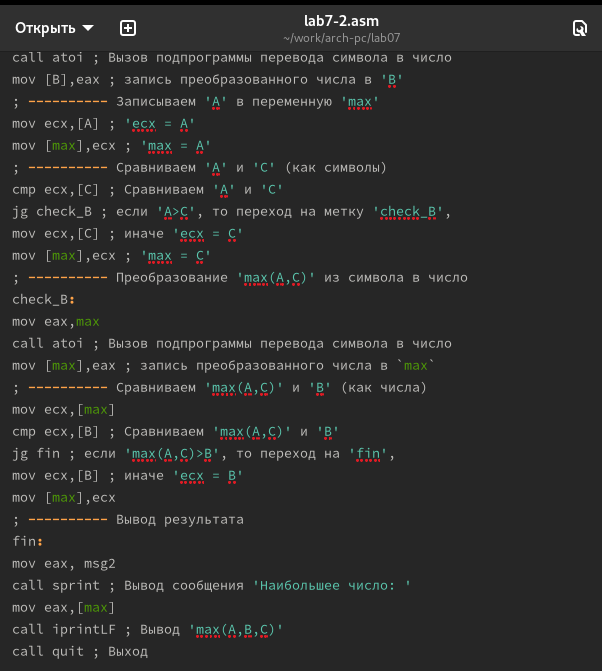 Открыть
lab7-2.asm
~/work/arch-pc/lab07
call atoi ; Вызов подпрограммы перевода символа в число
mov [B],eax ; запись преобразованного числа в 'B'
; ---------- Записываем 'A' в переменную 'max'
mov ecx,[A] ; 'ecx = A'
mov [max],ecx ; 'max = A'
; ---------- Сравниваем 'A' и 'C' (как символы)
cmp ecx,[C] ; Сравниваем 'A' и 'C'
jg check_B ; если 'A>C', то переход на метку 'check_B',
mov ecx,[C] ; иначе 'ecx = C'
mov [max],ecx ; 'max = C'
; ---------- Преобразование 'max(A,C)' из символа в число
check_B:
mov eax,max
call atoi ; Вызов подпрограммы перевода символа в число
mov [max],eax ; запись преобразованного числа в `max`
; ---------- Сравниваем 'max(A,C)' и 'B' (как числа)
mov ecx,[max]
cmp ecx,[B] ; Сравниваем 'max(A,C)' и 'B'
jg fin ; если 'max(A,C)>B', то переход на 'fin',
mov ecx,[B] ; иначе 'ecx = B'
mov [max],ecx
; ---------- Вывод результата
fin:
mov eax, msg2
call sprint ; Вывод сообщения 'Наибольшее число: '
mov eax,[max]
call iprintLF ; Вывод 'max(A,B,C)'
call quit ; Выход